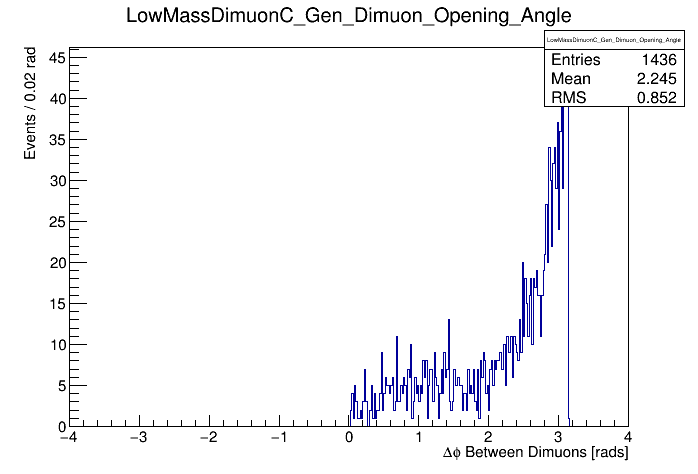 LowMassDimuonC_Gen_Dimuon_Opening_Angle
LowMassDimuonC_Gen_Dimuon_Opening_Angle
Entries 1436
Mean 2.245
RMS 0.852
Events / 0.02 rad
45
40
35
30
25
20
15
10
5
0
−4 −3 −2 −1 0 1 2 3 4
Δϕ Between Dimuons [rads]